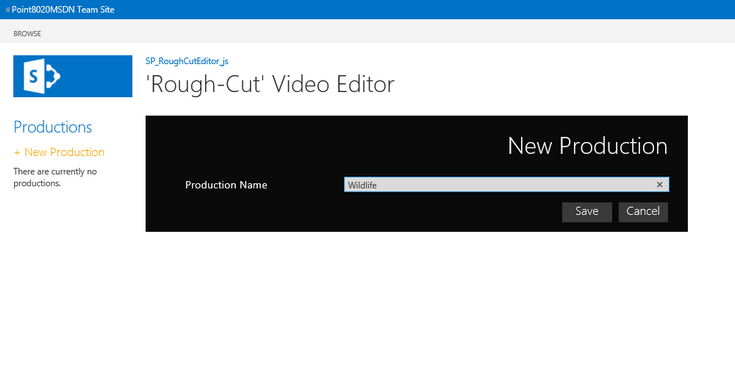 Point8020MSDN Team Site
BROWSE
S
SP_RoughCutEditor_js
'Rough-Cut' Video Editor
Productions
+ New Production
There are currently no
productions.
New Production
Production Name
Wildlife
Save
Cancel